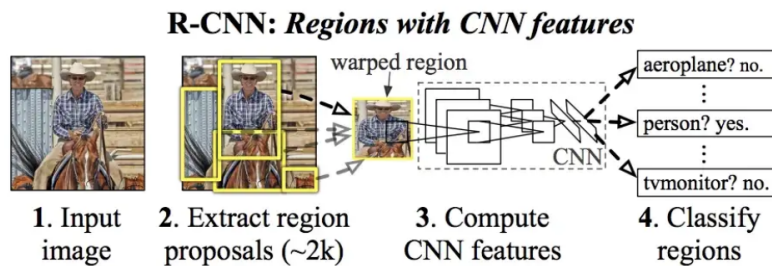 R-CNN: Regions with CNN features
warped region
aeroplane? no.
⋮
person? yes.
⋮
tvmonitor? no.
CNN
1. Input
image
2. Extract region
proposals (~2k)
3. Compute
CNN features
4. Classify
regions